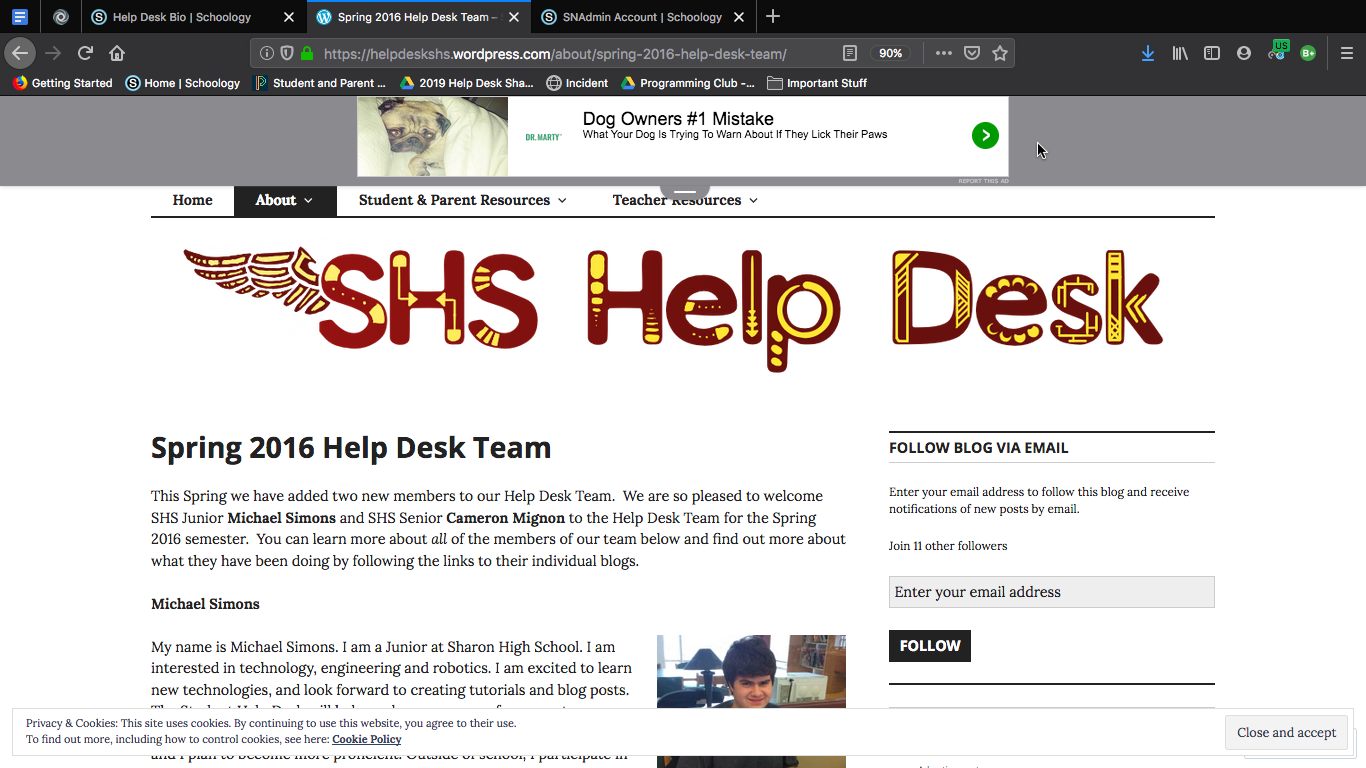 Help Desk Bio | Schoology
Spring 2016 Help Desk Team –
SNAdmin Account | Schoology
https://helpdeskshs.wordpress.com/about/spring-2016-help-desk-team/
90%
US
B+
Getting Started
Home | Schoology
Student and Parent ...
2019 Help Desk Sha...
Incident
Programming Club -...
Important Stuff
DR. MARTY
Dog Owners #1 Mistake
What Your Dog Is Trying To Warn About If They Lick Their Paws
REPORT THIS AD
Home
About
Student & Parent Resources
Teacher Resources
SHS Help Desk
Spring 2016 Help Desk Team
This Spring we have added two new members to our Help Desk Team.  We are so pleased to welcome
SHS Junior Michael Simons and SHS Senior Cameron Mignon to the Help Desk Team for the Spring
2016 semester.  You can learn more about all of the members of our team below and find out more about
what they have been doing by following the links to their individual blogs.
Michael Simons
My name is Michael Simons. I am a Junior at Sharon High School. I am
interested in technology, engineering and robotics. I am excited to learn
new technologies, and look forward to creating tutorials and blog posts.
FOLLOW BLOG VIA EMAIL
Enter your email address to follow this blog and receive
notifications of new posts by email.
Join 11 other followers
Enter your email address
FOLLOW
Privacy & Cookies: This site uses cookies. By continuing to use this website, you agree to their use.
To find out more, including how to control cookies, see here: Cookie Policy
Close and accept
and I plan to become more proficient. Outside of school, I participate in